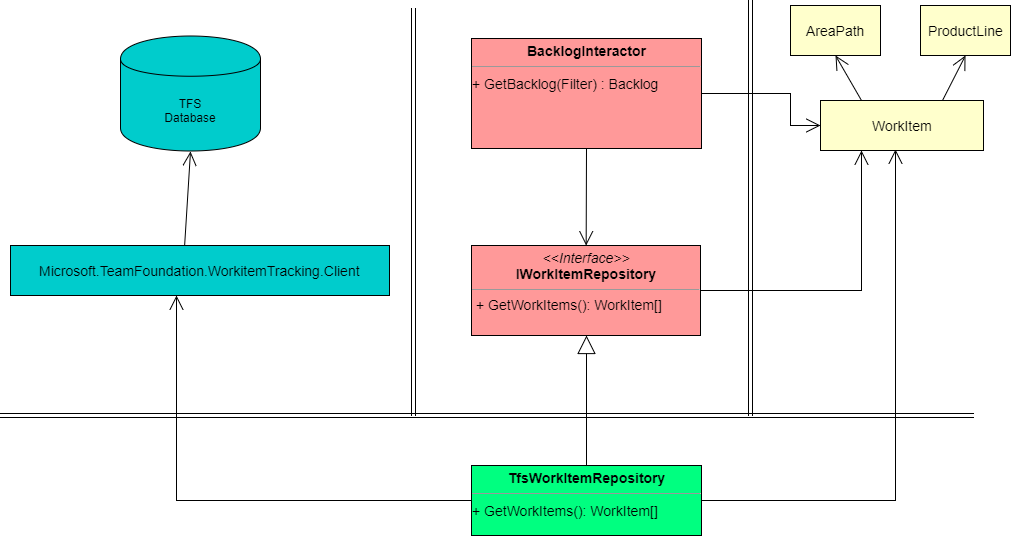 TFS
Database
Microsoft.TeamFoundation.WorkitemTracking.Client
BacklogInteractor
+ GetBacklog(Filter) : Backlog
<<Interface>>
IWorkItemRepository
+ GetWorkItems(): WorkItem[]
AreaPath
ProductLine
WorkItem
TfsWorkItemRepository
+ GetWorkItems(): WorkItem[]